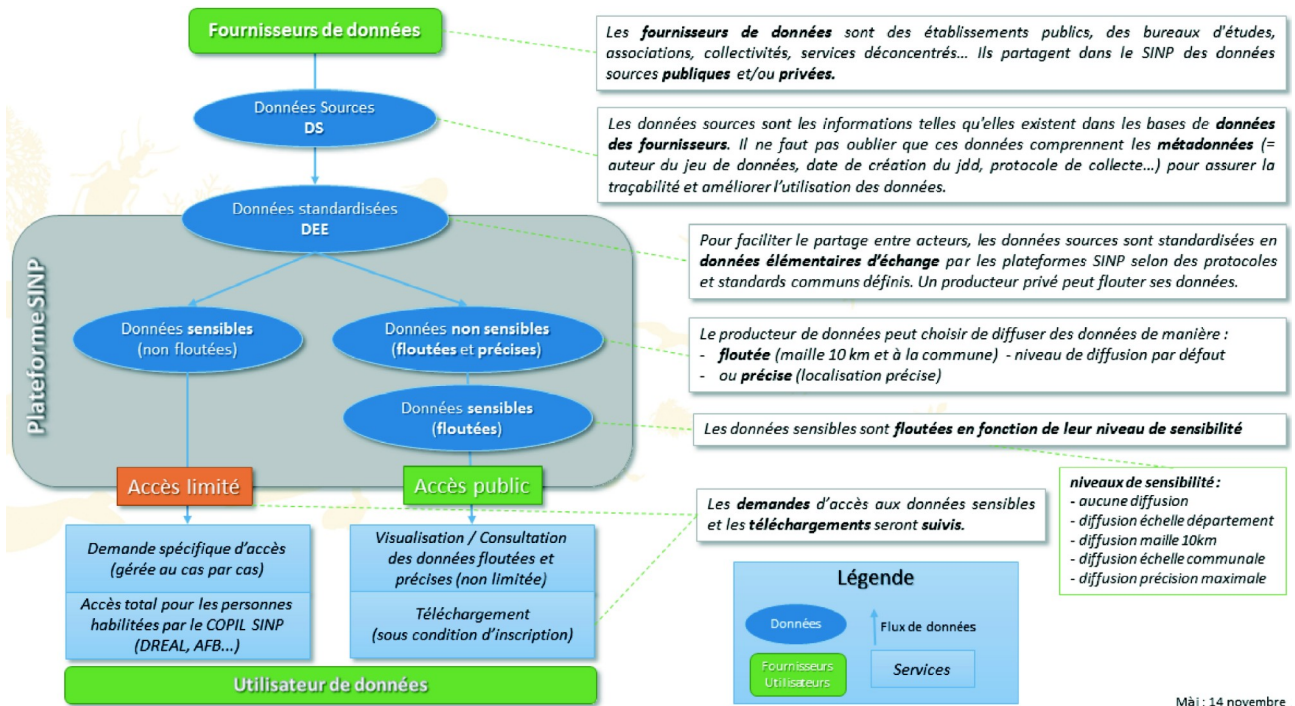 Fournisseurs de données
Les fournisseurs de données sont des établissements publics, des bureaux d'études,
associations, collectivités, services déconcentrés... Ils partagent dans le SINP des données
sources publiques et/ou privées.
Données Sources
DS
Les données sources sont les informations telles qu'elles existent dans les bases de données
des fournisseurs. Il ne faut pas oublier que ces données comprennent les métadonnées (=
auteur du jeu de données, date de création du jdd, protocole de collecte...) pour assurer la
traçabilité et améliorer l'utilisation des données.
Données standardisées
DEE
Pour faciliter le partage entre acteurs, les données sources sont standardisées en
données élémentaires d'échange par les plateformes SINP selon des protocoles
et standards communs définis. Un producteur privé peut flouter ses données.
Plateforme SINP
Données sensibles
(non floutées)
Données non sensibles
(floutées et précises)
Le producteur de données peut choisir de diffuser des données de manière :
- floutée (maille 10 km et à la commune) - niveau de diffusion par défaut
- ou précise (localisation précise)
Données sensibles
(floutées)
Les données sensibles sont floutées en fonction de leur niveau de sensibilité
niveaux de sensibilité :
- aucune diffusion
- diffusion échelle département
- diffusion maille 10km
- diffusion échelle communale
- diffusion précision maximale
Accès limité
Accès public
Les demandes d'accès aux données sensibles
et les téléchargements seront suivis.
Demande spécifique d'accès
(gérée au cas par cas)
Accès total pour les personnes
habilitées par le COPIL SINP
(DREAL, AFB...)
Visualisation / Consultation
des données floutées et
précises (non limitée)
Téléchargement
(sous condition d'inscription)
Utilisateur de données
Légende
Données
Flux de données
Fournisseurs
Utilisateurs
Services
Màj : 14 novembre